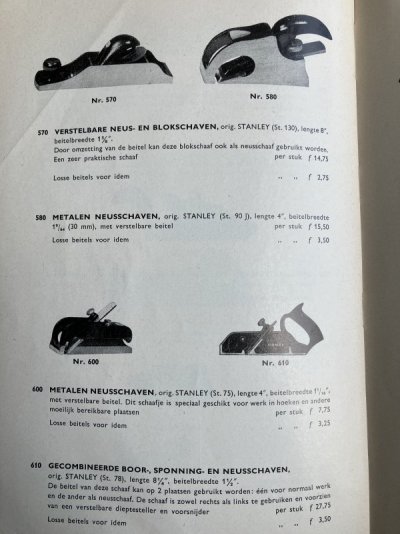 Nr. 570
Nr. 580
570 VERSTELBARE NEUS- EN BLOKSCHAVEN, orig. STANLEY (St. 130), lengte 8",
beitelbreedte 1⅝".
Door omzetting van de beitel kan deze blokschaaf ook als neusschaaf gebruikt worden.
Een zeer praktische schaaf per stuk f 14,75
Losse beitels voor idem „ „ f 2,75
580 METALEN NEUSSCHAVEN, orig. STANLEY (St. 90 J), lengte 4", beitelbreedte
(30 mm), met verstelbare beitel per stuk f 15,50
Losse beitels voor idem „ „ f 3,50
Nr. 600
Nr. 610
600 METALEN NEUSSCHAVEN, orig. STANLEY (St. 75), lengte 4", beitelbreedte 1¹/₁₆",
met verstelbare beitel. Dit schaafje is speciaal geschikt voor werk in hoeken en andere
moeilijk bereikbare plaatsen per stuk f 7,75
Losse beitels voor idem „ „ f 3,25
610 GECOMBINEERDE BOOR-, SPONNING- EN NEUSSCHAVEN,
orig. STANLEY (St. 78), lengte 8¼", beitelbreedte 1¼".
De beitel van deze schaaf kan op 2 plaatsen gebruikt worden: één voor normaal werk
en de ander als neusschaaf. De schaaf is zowel rechts als links te gebruiken en voorzien
van een verstelbare dieptesteller en voorsnijder per stuk f 27,75
Losse beitels voor idem „ „ f 3,50